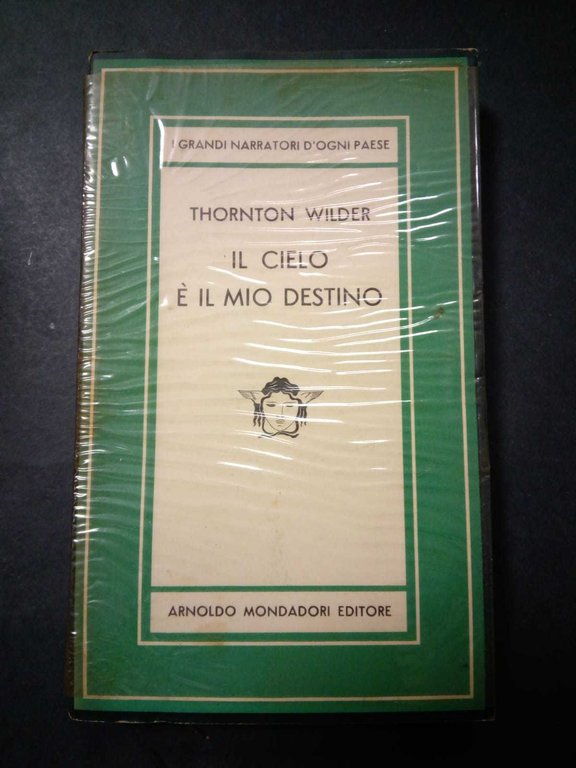 I GRANDI NARRATORI D'OGNI PAESE
THORNTON WILDER
IL CIELO
È IL MIO DESTINO
ARNOLDO MONDADORI EDITORE